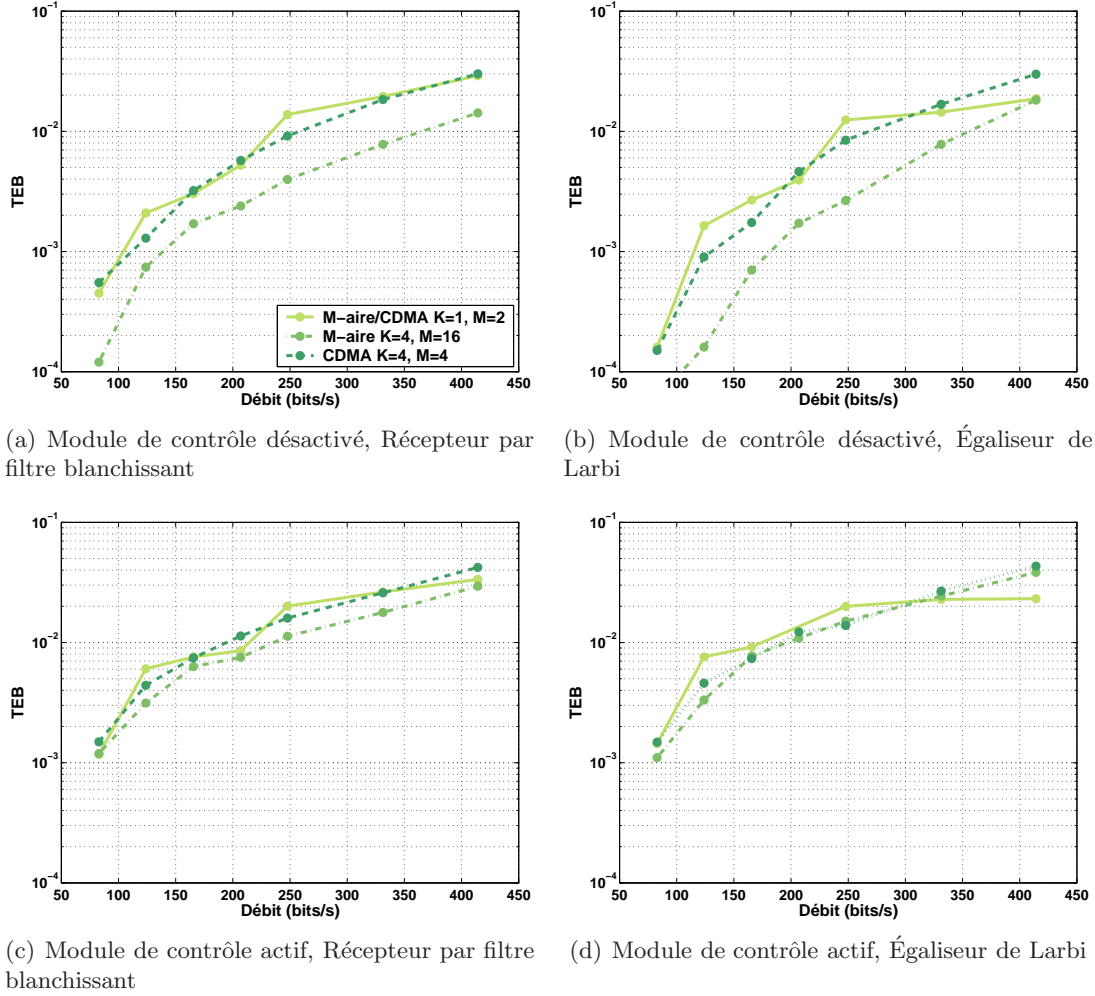 10⁻¹
10⁻²
10⁻³
10⁻⁴
TEB
50 100 150 200 250 300 350 400 450
Débit (bits/s)
M−aire/CDMA K=1, M=2
M−aire K=4, M=16
CDMA K=4, M=4
(a) Module de contrôle désactivé, Récepteur par
filtre blanchissant
10⁻¹
10⁻²
10⁻³
10⁻⁴
TEB
50 100 150 200 250 300 350 400 450
Débit (bits/s)
(b) Module de contrôle désactivé, Égaliseur de
Larbi
10⁻¹
10⁻²
10⁻³
10⁻⁴
TEB
50 100 150 200 250 300 350 400 450
Débit (bits/s)
(c) Module de contrôle actif, Récepteur par filtre
blanchissant
10⁻¹
10⁻²
10⁻³
10⁻⁴
TEB
50 100 150 200 250 300 350 400 450
Débit (bits/s)
(d) Module de contrôle actif, Égaliseur de Larbi